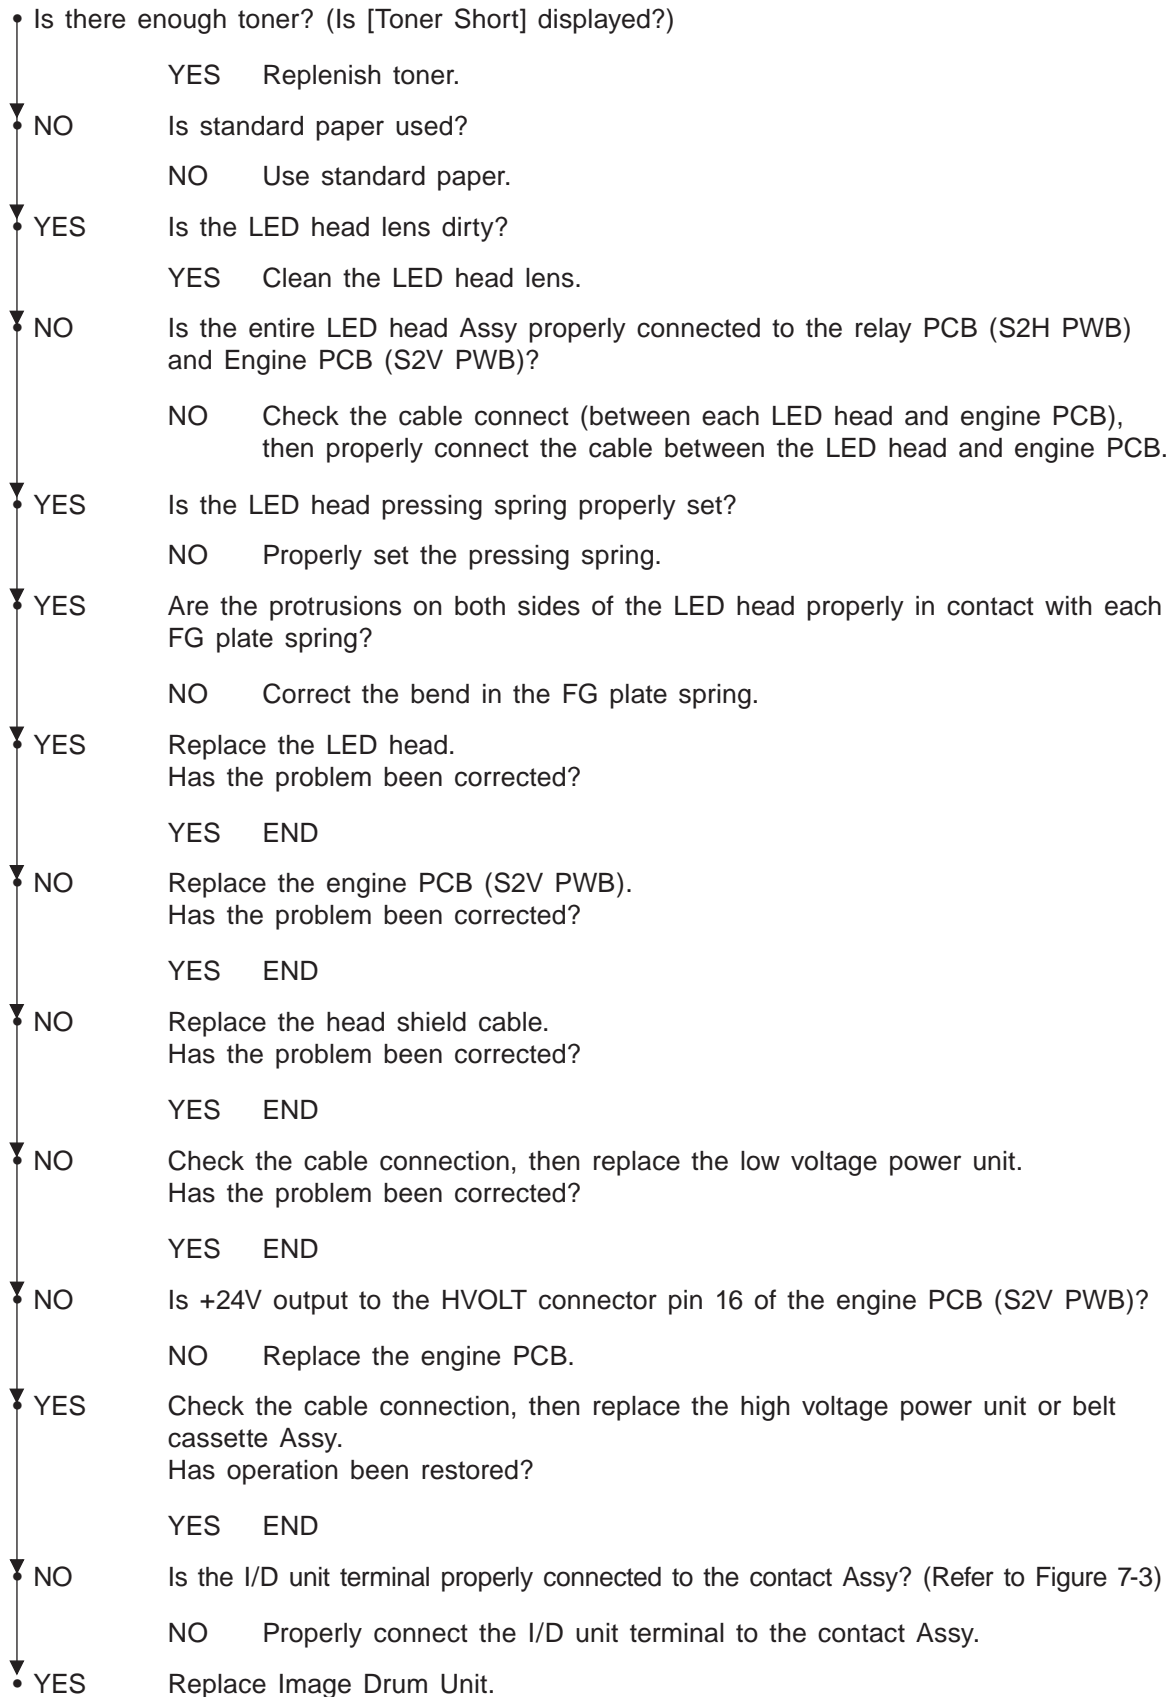 Is there enough toner? (Is [Toner Short] displayed?)
YES Replenish toner.
NO Is standard paper used?
NO Use standard paper.
YES Is the LED head lens dirty?
YES Clean the LED head lens.
NO Is the entire LED head Assy properly connected to the relay PCB (S2H PWB)
and Engine PCB (S2V PWB)?
NO Check the cable connect (between each LED head and engine PCB),
then properly connect the cable between the LED head and engine PCB.
YES Is the LED head pressing spring properly set?
NO Properly set the pressing spring.
YES Are the protrusions on both sides of the LED head properly in contact with each
FG plate spring?
NO Correct the bend in the FG plate spring.
YES Replace the LED head.
Has the problem been corrected?
YES END
NO Replace the engine PCB (S2V PWB).
Has the problem been corrected?
YES END
NO Replace the head shield cable.
Has the problem been corrected?
YES END
NO Check the cable connection, then replace the low voltage power unit.
Has the problem been corrected?
YES END
NO Is +24V output to the HVOLT connector pin 16 of the engine PCB (S2V PWB)?
NO Replace the engine PCB.
YES Check the cable connection, then replace the high voltage power unit or belt
cassette Assy.
Has operation been restored?
YES END
NO Is the I/D unit terminal properly connected to the contact Assy? (Refer to Figure 7-3)
NO Properly connect the I/D unit terminal to the contact Assy.
YES Replace Image Drum Unit.